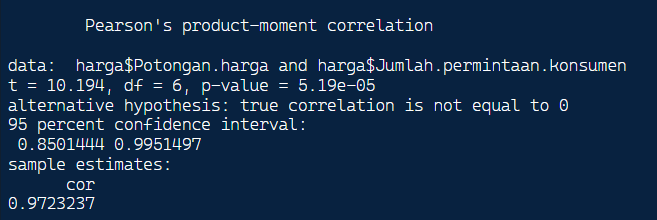 Pearson's product-moment correlation
data:  harga$Potongan.harga and harga$Jumlah.permintaan.konsumen
t = 10.194, df = 6, p-value = 5.19e-05
alternative hypothesis: true correlation is not equal to 0
95 percent confidence interval:
 0.8501444 0.9951497
sample estimates:
      cor
0.9723237